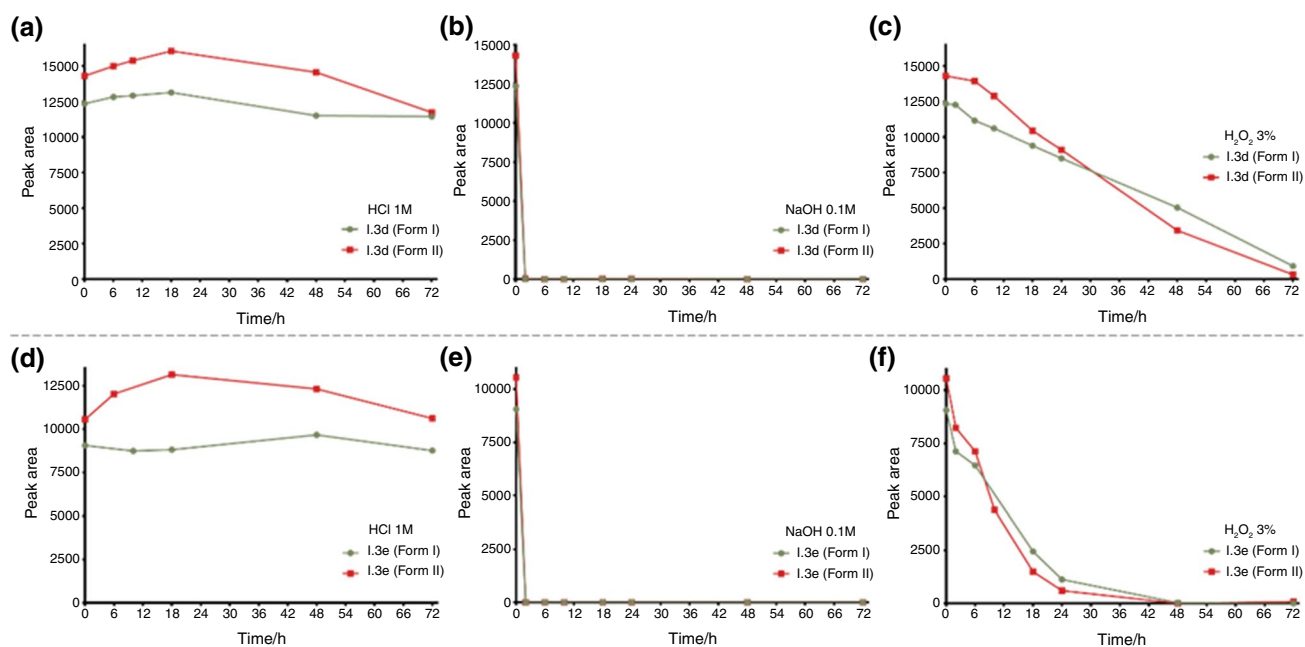 (a)
Peak area
15000
12500
10000
7500
5000
2500
0
0 6 12 18 24 30 36 42 48 54 60 66 72
Time/h
HCl 1M
I.3d (Form I)
I.3d (Form II)
(b)
Peak area
15000
12500
10000
7500
5000
2500
0
0 6 12 18 24 30 36 42 48 54 60 66 72
Time/h
NaOH 0.1M
I.3d (Form I)
I.3d (Form II)
(c)
Peak area
15000
12500
10000
7500
5000
2500
0
0 6 12 18 24 30 36 42 48 54 60 66 72
Time/h
H₂O₂ 3%
I.3d (Form I)
I.3d (Form II)
(d)
Peak area
12500
10000
7500
5000
2500
0
0 6 12 18 24 30 36 42 48 54 60 66 72
Time/h
HCl 1M
I.3e (Form I)
I.3e (Form II)
(e)
Peak area
10000
7500
5000
2500
0
0 6 12 18 24 30 36 42 48 54 60 66 72
Time/h
NaOH 0.1M
I.3e (Form I)
I.3e (Form II)
(f)
Peak area
10000
7500
5000
2500
0
0 6 12 18 24 30 36 42 48 54 60 66 72
Time/h
H₂O₂ 3%
I.3e (Form I)
I.3e (Form II)